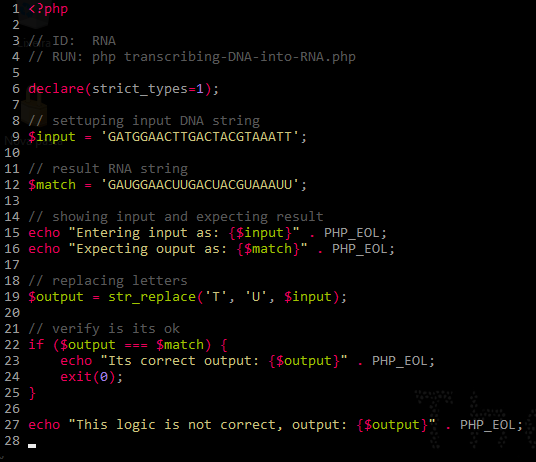 1 <?php
2
3 // ID:  RNA
4 // RUN: php transcribing-DNA-into-RNA.php
5
6 declare(strict_types=1);
7
8 // settuping input DNA string
9 $input = 'GATGGAACTTGACTACGTAAATT';
10
11 // result RNA string
12 $match = 'GAUGGAACUUGACUACGUAAAUU';
13
14 // showing input and expecting result
15 echo "Entering input as: {$input}" . PHP_EOL;
16 echo "Expecting ouput as: {$match}" . PHP_EOL;
17
18 // replacing letters
19 $output = str_replace('T', 'U', $input);
20
21 // verify is its ok
22 if ($output === $match) {
23     echo "Its correct output: {$output}" . PHP_EOL;
24     exit(0);
25 }
26
27 echo "This logic is not correct, output: {$output}" . PHP_EOL;
28